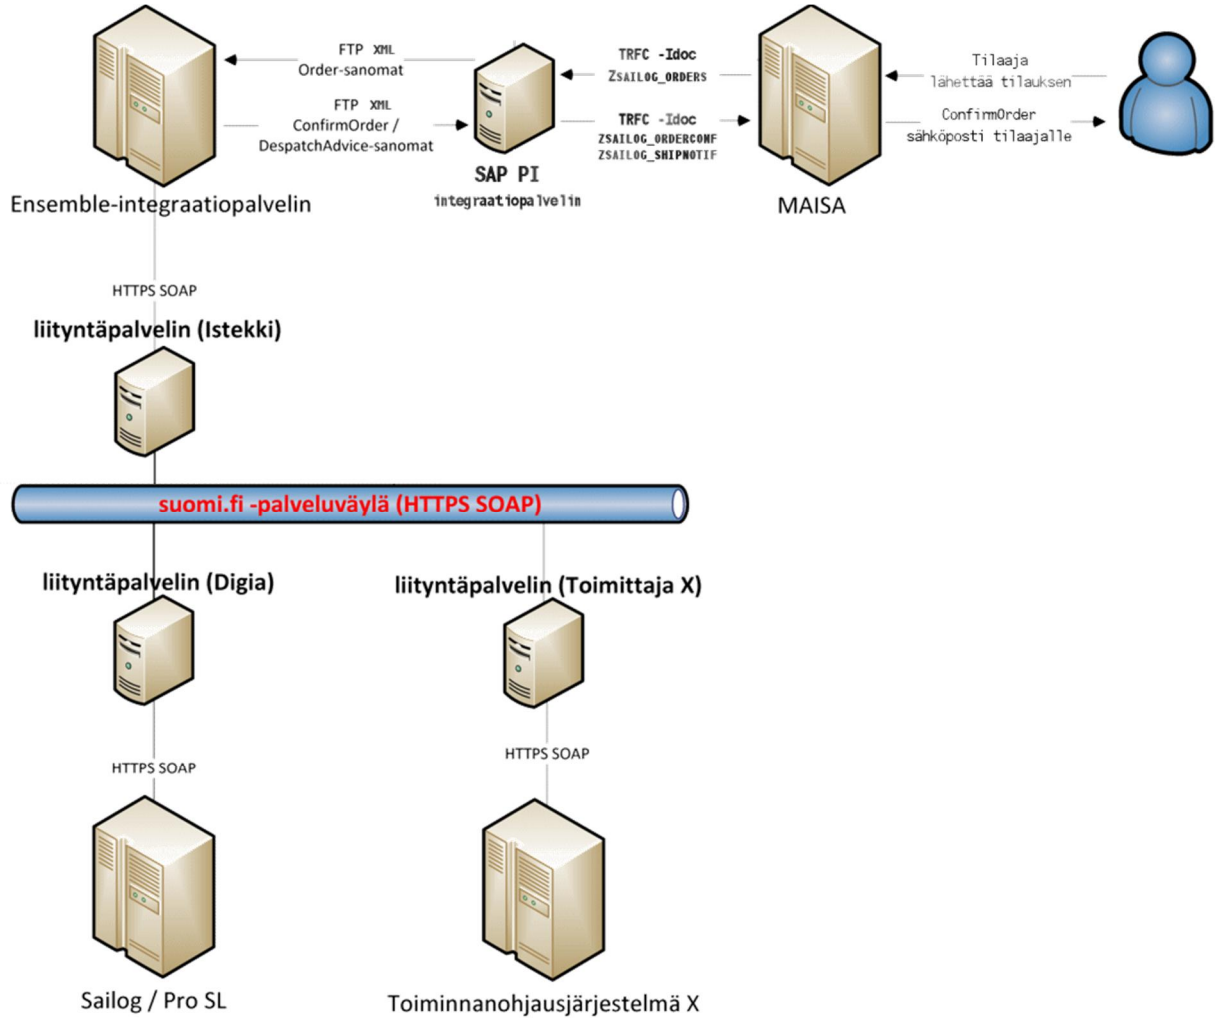 FTP XML
Order-sanomat
TRFC -Idoc
ZSAILOG_ORDERS
Tilaaja
lähettää tilauksen
FTP XML
ConfirmOrder /
DespatchAdvice-sanomat
TRFC -Idoc
ZSAILOG_ORDERCONF
ZSAILOG_SHIPNOTIF
ConfirmOrder
sähköposti tilaajalle
SAP PI
integraatiopalvelin
Ensemble-integraatiopalvelin
MAISA
HTTPS SOAP
liityntäpalvelin (Istekki)
suomi.fi -palveluväylä (HTTPS SOAP)
liityntäpalvelin (Digia)
liityntäpalvelin (Toimittaja X)
HTTPS SOAP
HTTPS SOAP
Sailog / Pro SL
Toiminnanohjausjärjestelmä X